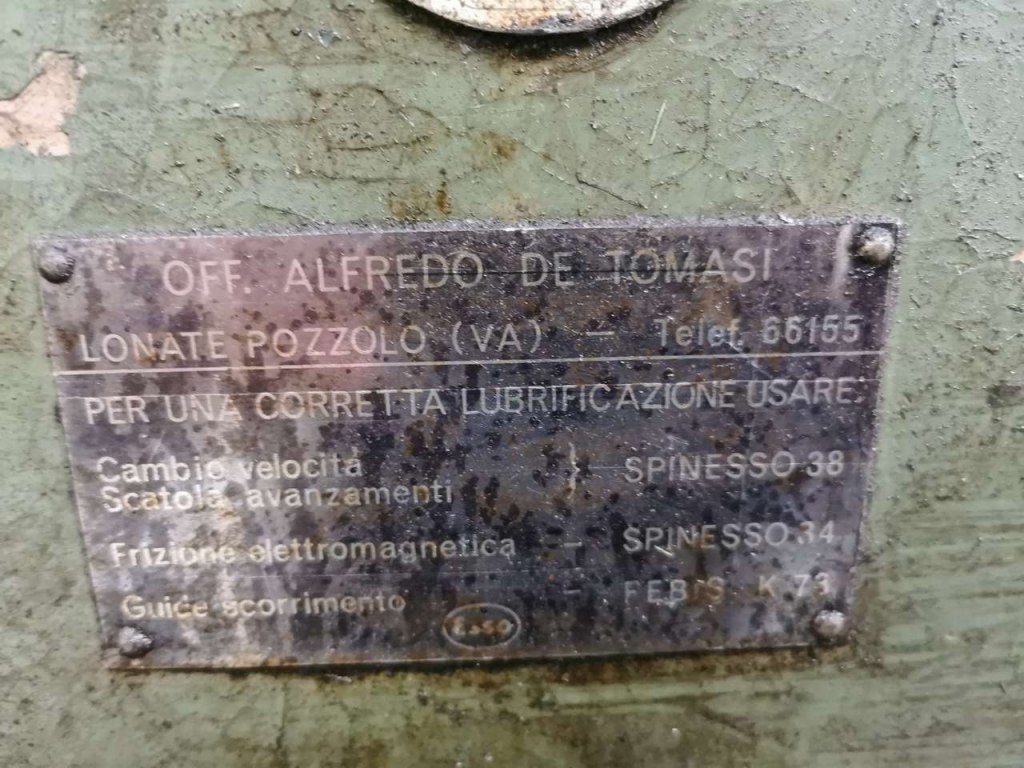 OFF. ALFREDO DE TOMASI
LONATE POZZOLO (VA) — Telef. 66155
PER UNA CORRETTA LUBRIFICAZIONE USARE:
Cambio velocità } SPINESSO 38
Scatola avanzamenti
Frizione elettromagnetica — SPINESSO 34
Guide scorrimento — FEBIS K 73
Esso